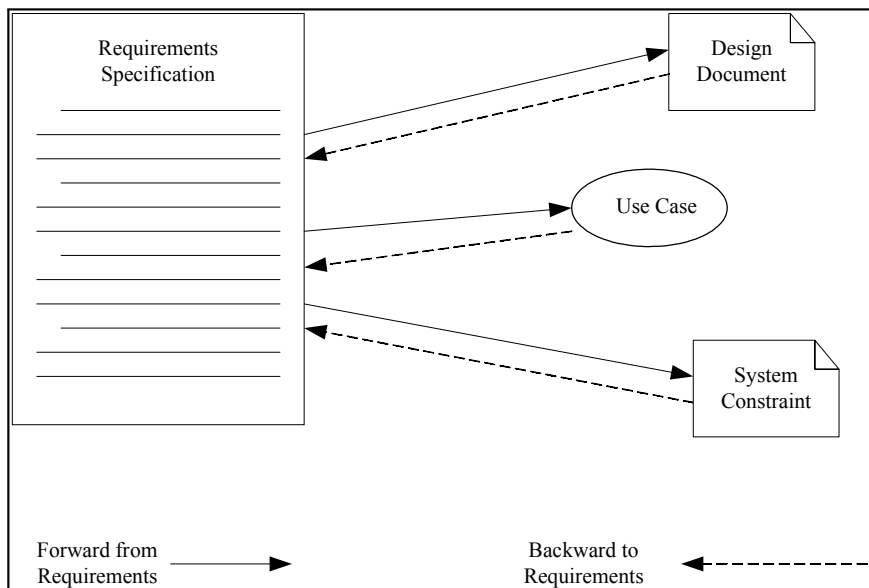 Requirements
Specification
Design
Document
Use Case
System
Constraint
Forward from
Requirements
Backward to
Requirements